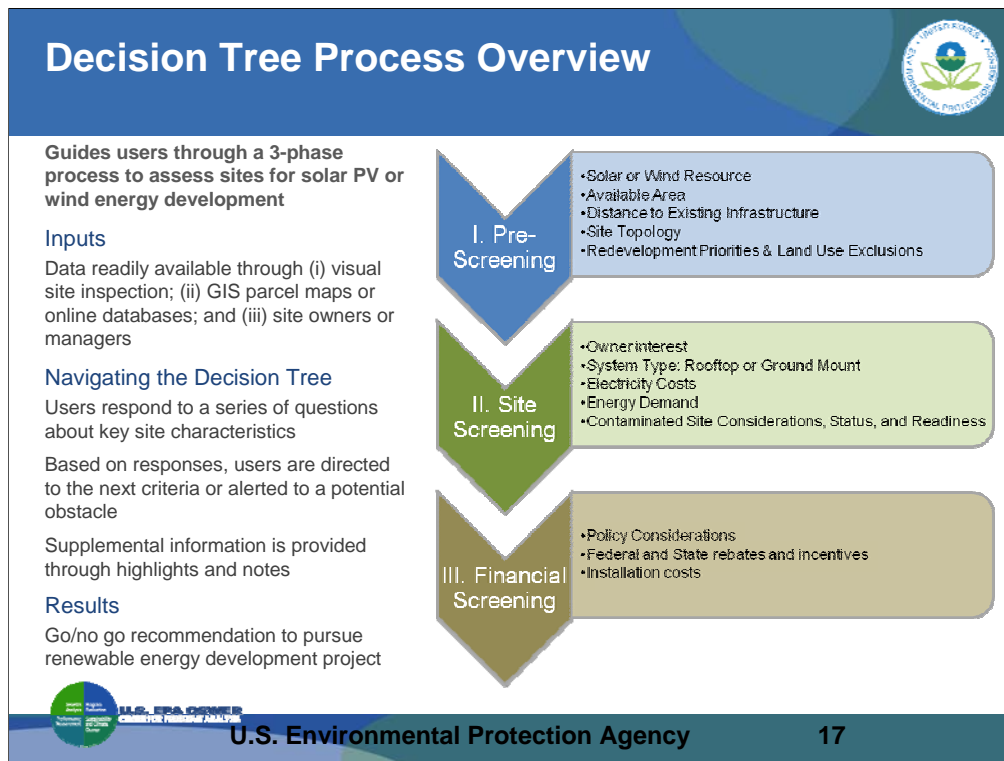 Decision Tree Process Overview
UNITED STATES
ENVIRONMENTAL PROTECTION AGENCY
Guides users through a 3-phase
process to assess sites for solar PV or
wind energy development
Inputs
Data readily available through (i) visual
site inspection; (ii) GIS parcel maps or
online databases; and (iii) site owners or
managers
Navigating the Decision Tree
Users respond to a series of questions
about key site characteristics
Based on responses, users are directed
to the next criteria or alerted to a potential
obstacle
Supplemental information is provided
through highlights and notes
Results
Go/no go recommendation to pursue
renewable energy development project
I. Pre-
Screening
•Solar or Wind Resource
•Available Area
•Distance to Existing Infrastructure
•Site Topology
•Redevelopment Priorities & Land Use Exclusions
II. Site
Screening
•Owner interest
•System Type: Rooftop or Ground Mount
•Electricity Costs
•Energy Demand
•Contaminated Site Considerations, Status, and Readiness
III. Financial
Screening
•Policy Considerations
•Federal and State rebates and incentives
•Installation costs
U.S. EPA OSWER
U.S. Environmental Protection Agency
17